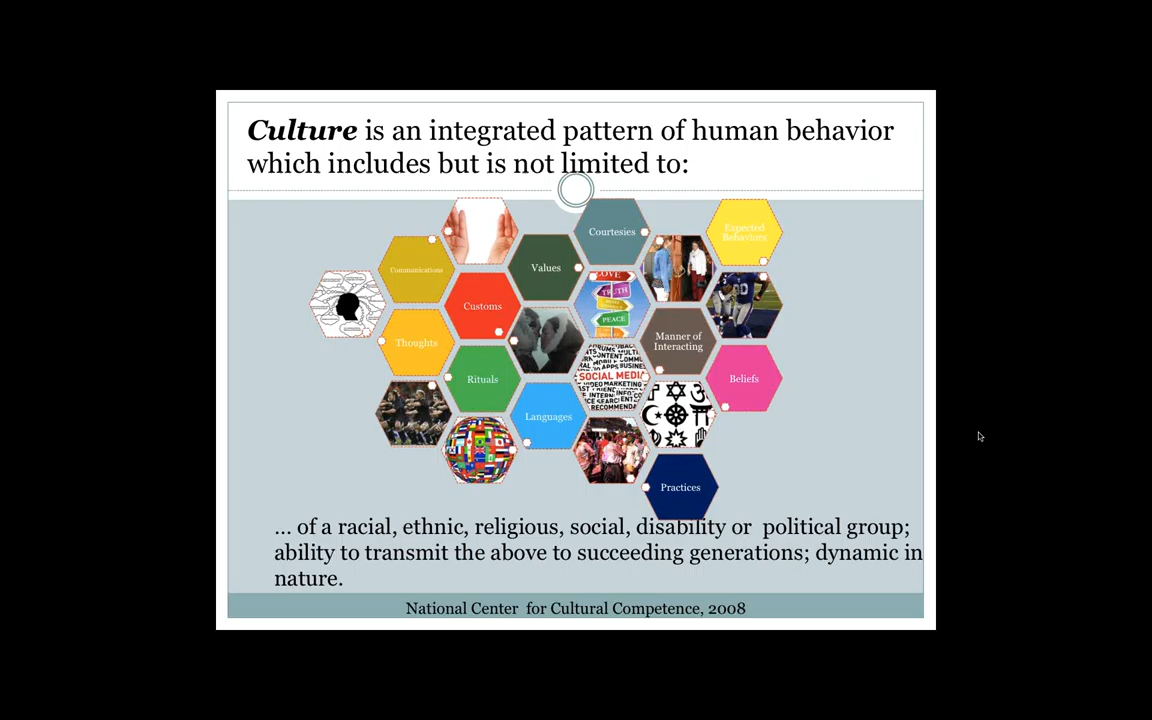 Culture is an integrated pattern of human behavior
which includes but is not limited to:
Courtesies
Expected
Behaviors
Communications
Values
LOVE
TRUTH
PEACE
Customs
Thoughts
Manner of
Interacting
Rituals
SOCIAL MEDIA
Beliefs
Languages
Practices
... of a racial, ethnic, religious, social, disability or  political group;
ability to transmit the above to succeeding generations; dynamic in
nature.
National Center  for Cultural Competence, 2008